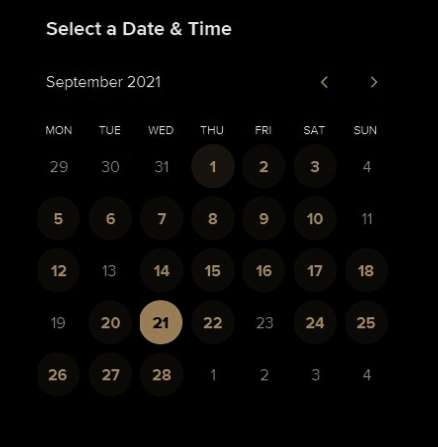 Select a Date & Time
September 2021
MON TUE WED THU FRI SAT SUN
29 30 31 1 2 3 4
5 6 7 8 9 10 11
12 13 14 15 16 17 18
19 20 21 22 23 24 25
26 27 28 1 2 3 4